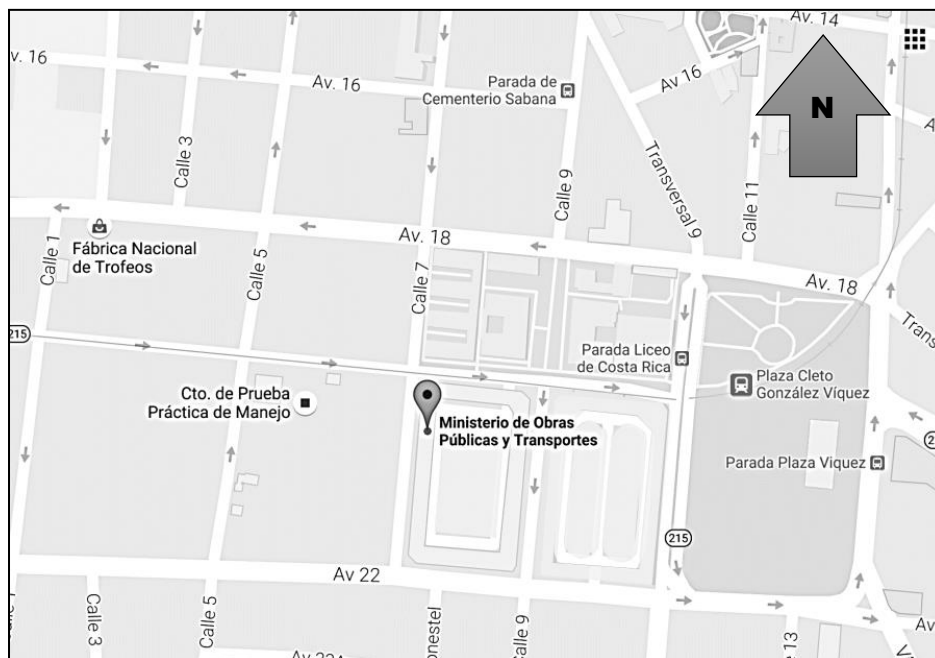 Av. 14
v. 16
Av. 16
Parada de
Cementerio Sabana
Av 16
N
Calle 3
Calle 9
Transversal 9
Calle 11
Calle 1
Fábrica Nacional
de Trofeos
Calle 5
Av. 18
Calle 7
Av. 18
215
Parada Liceo
de Costa Rica
Plaza Cleto
González Víquez
Cto. de Prueba
Práctica de Manejo
Ministerio de Obras
Públicas y Transportes
Parada Plaza Viquez
215
Av 22
Calle 3
Calle 5
onestel
alle 9
e 13
Av
Av 22A